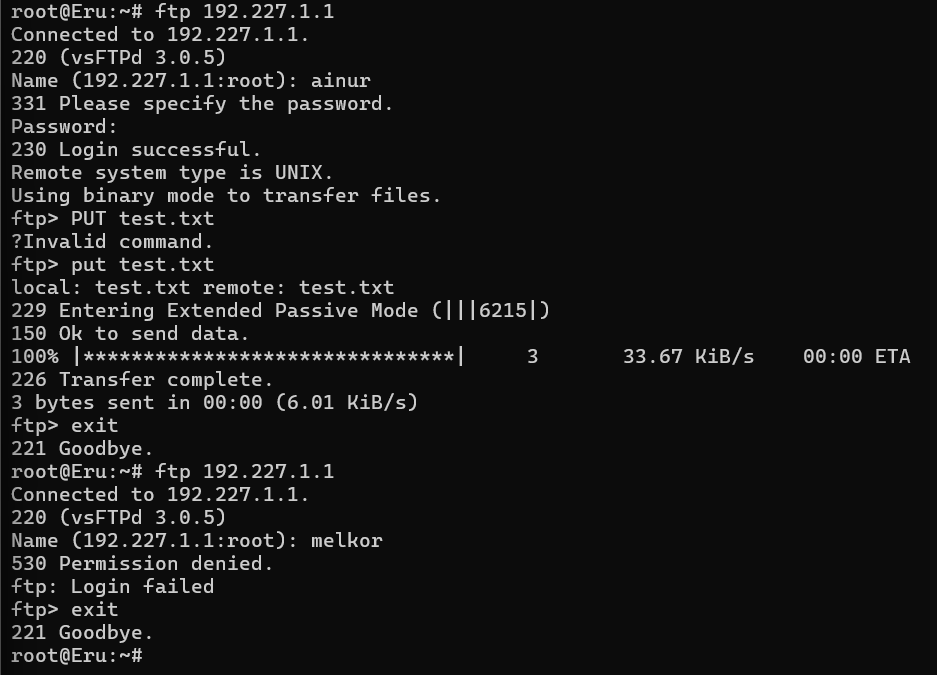 root@Eru:~# ftp 192.227.1.1
Connected to 192.227.1.1.
220 (vsFTPd 3.0.5)
Name (192.227.1.1:root): ainur
331 Please specify the password.
Password:
230 Login successful.
Remote system type is UNIX.
Using binary mode to transfer files.
ftp> PUT test.txt
?Invalid command.
ftp> put test.txt
local: test.txt remote: test.txt
229 Entering Extended Passive Mode (|||6215|)
150 Ok to send data.
100% |*******************************|     3       33.67 KiB/s    00:00 ETA
226 Transfer complete.
3 bytes sent in 00:00 (6.01 KiB/s)
ftp> exit
221 Goodbye.
root@Eru:~# ftp 192.227.1.1
Connected to 192.227.1.1.
220 (vsFTPd 3.0.5)
Name (192.227.1.1:root): melkor
530 Permission denied.
ftp: Login failed
ftp> exit
221 Goodbye.
root@Eru:~#